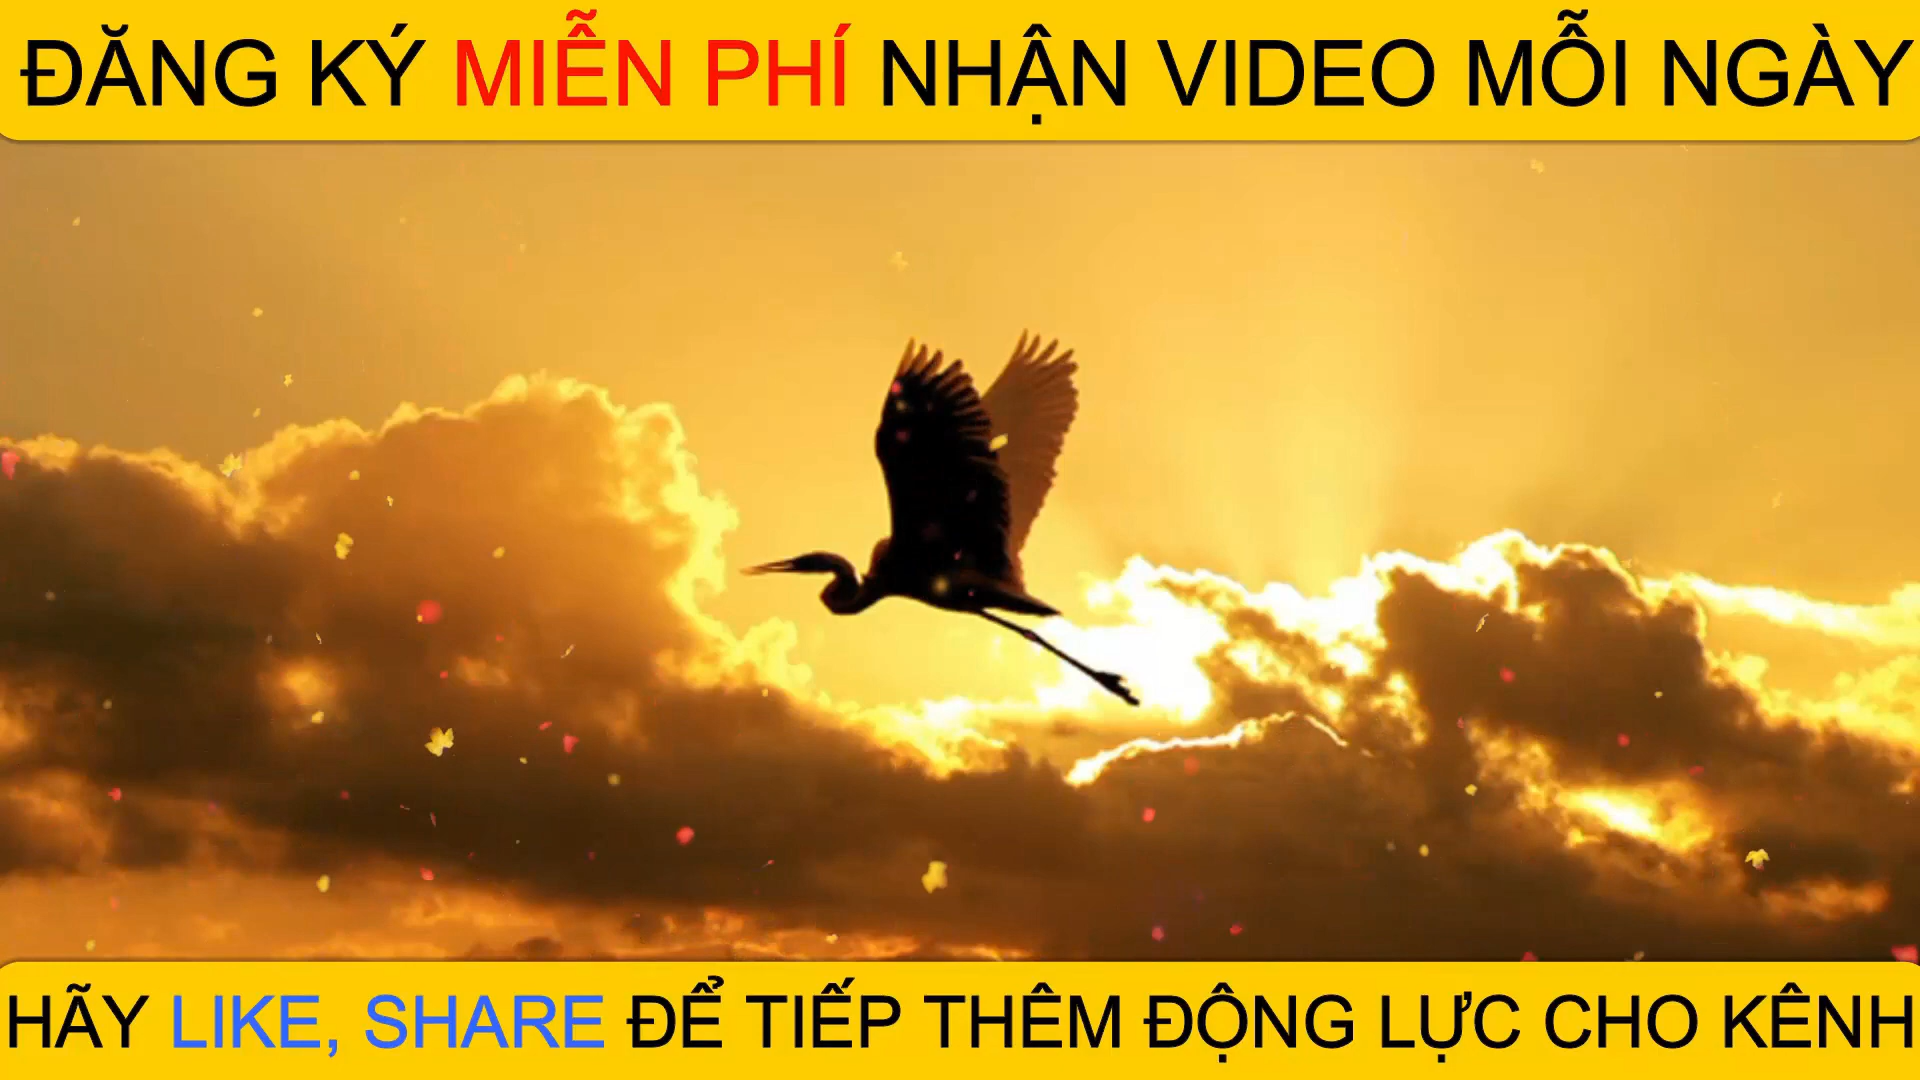 ĐĂNG KÝ MIỄN PHÍ NHẬN VIDEO MỖI NGÀY
HÃY LIKE, SHARE ĐỂ TIẾP THÊM ĐỘNG LỰC CHO KÊNH